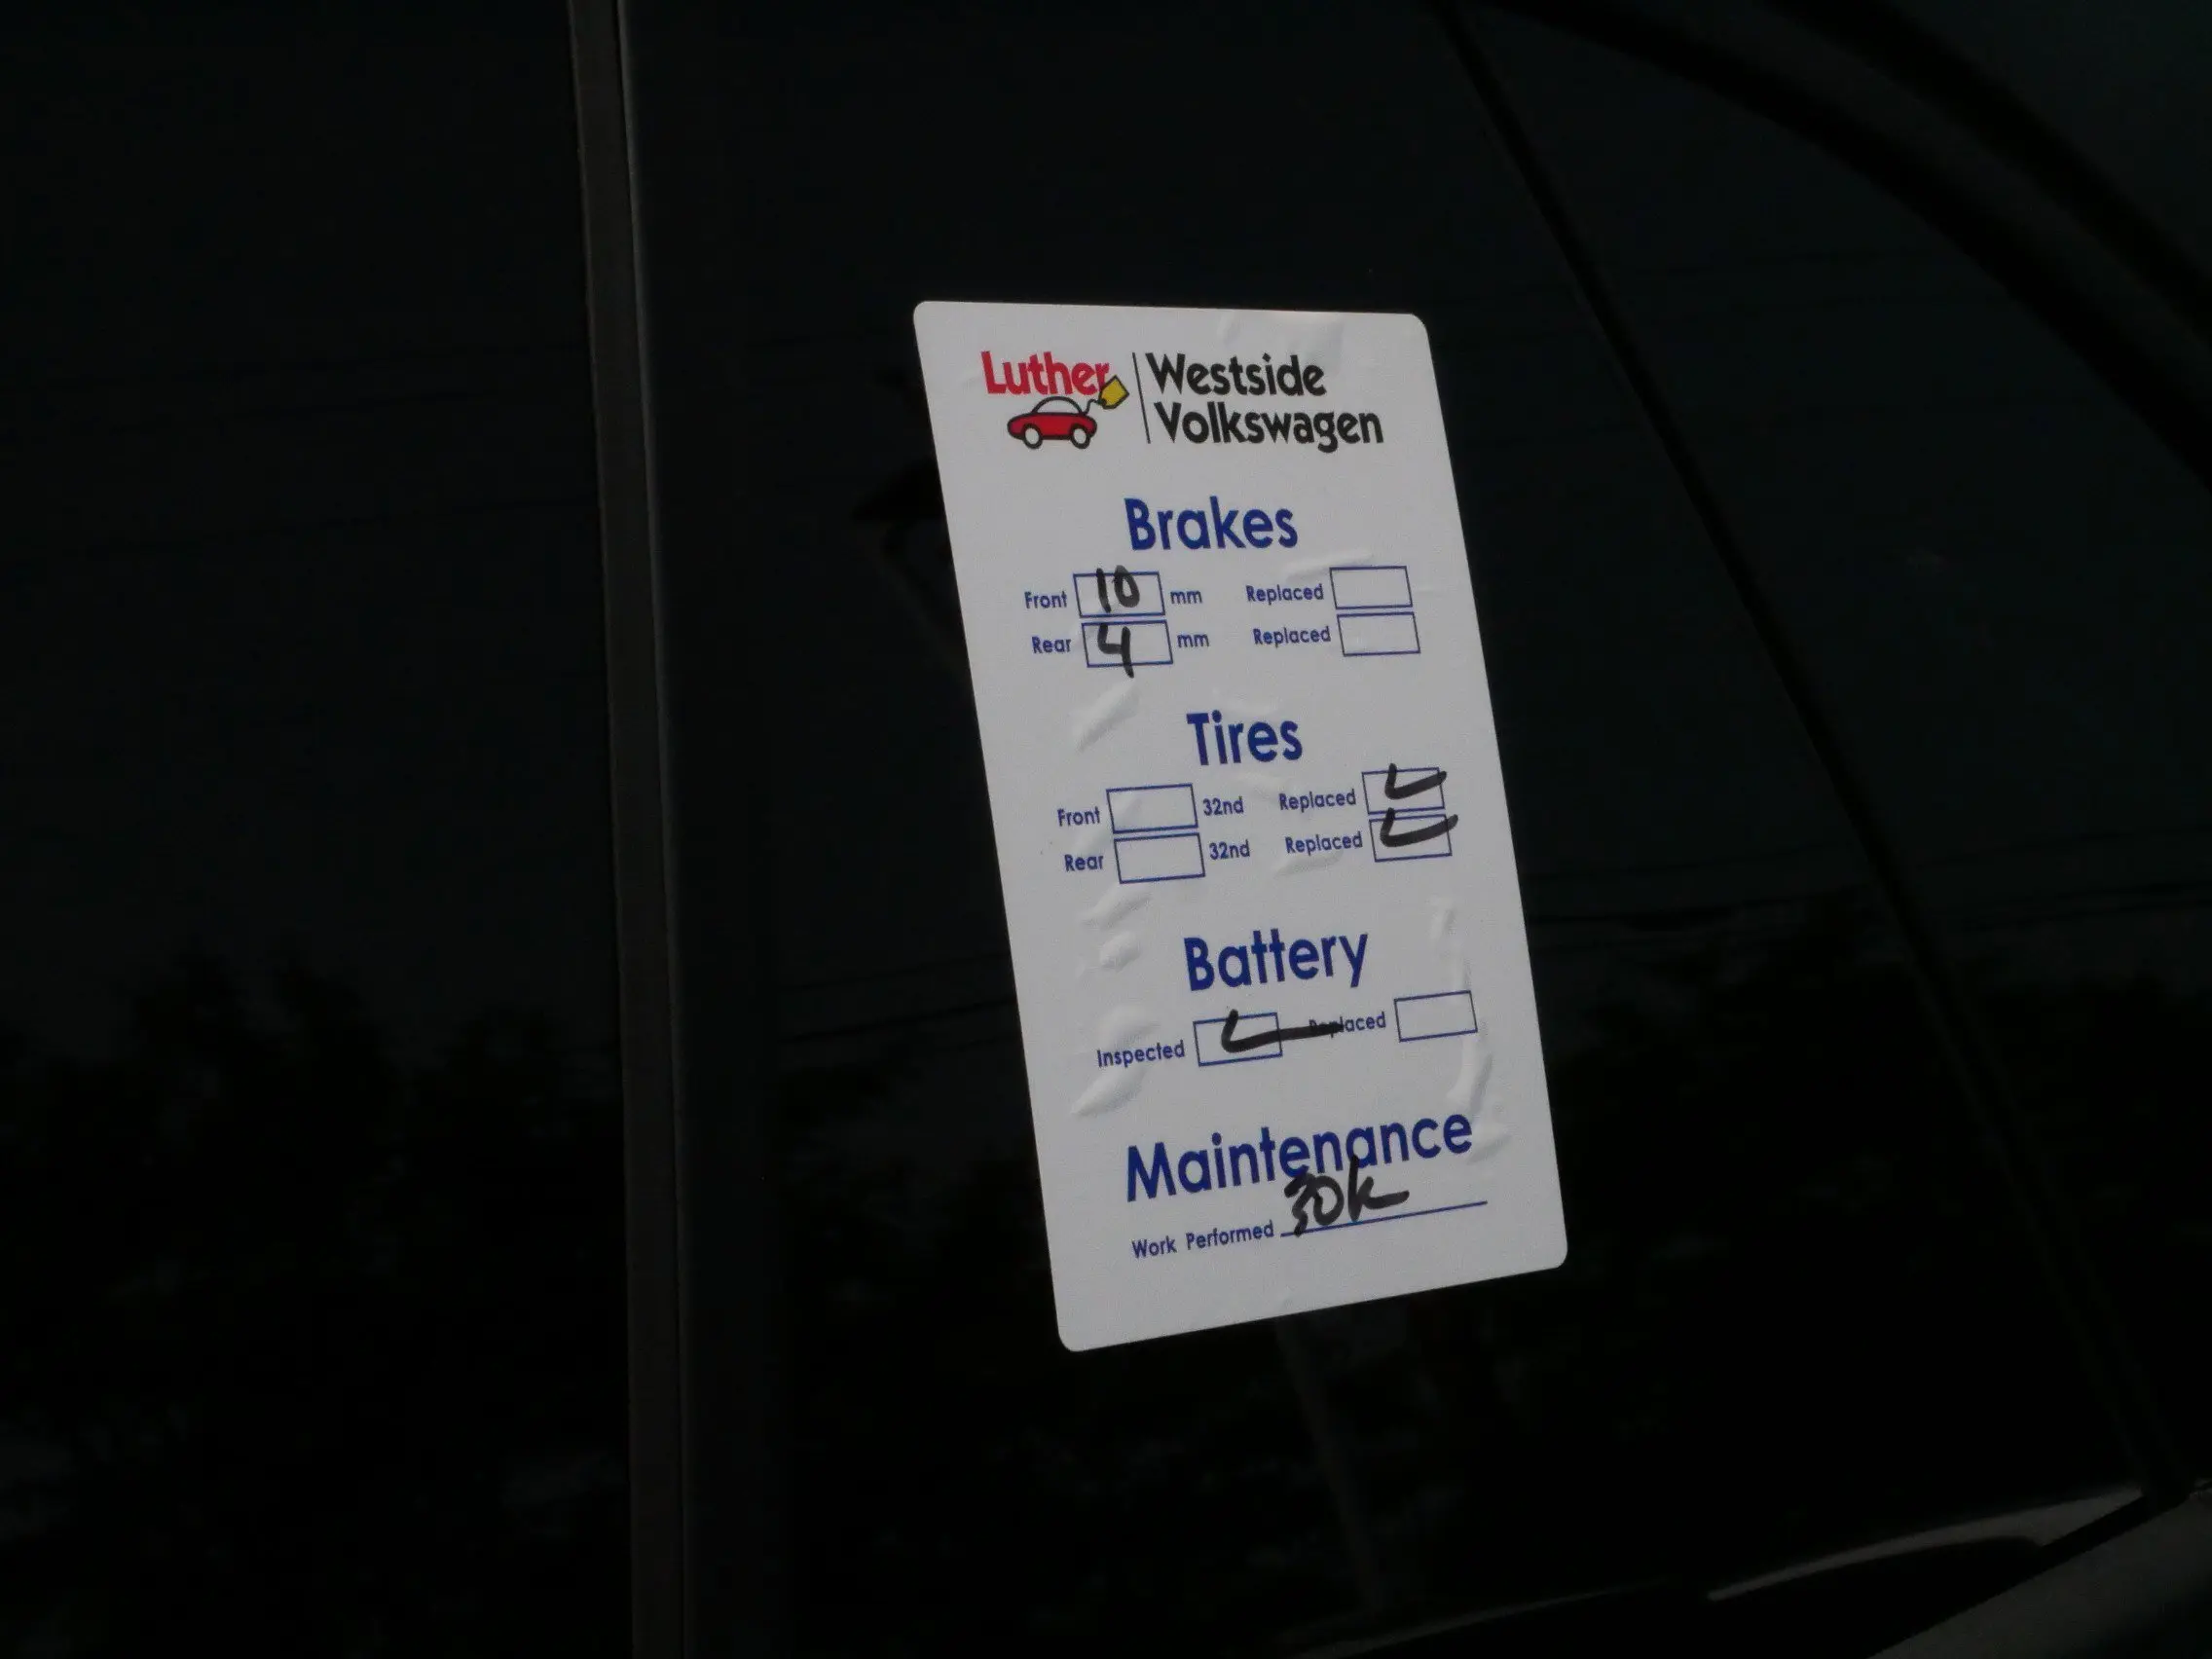 Luther Westside
Volkswagen
Brakes
Front 10 mm Replaced
Rear 4 mm Replaced
Tires
Front 32nd Replaced
Rear 32nd Replaced
Battery
Inspected Replaced
Maintenance
Work Performed 30k